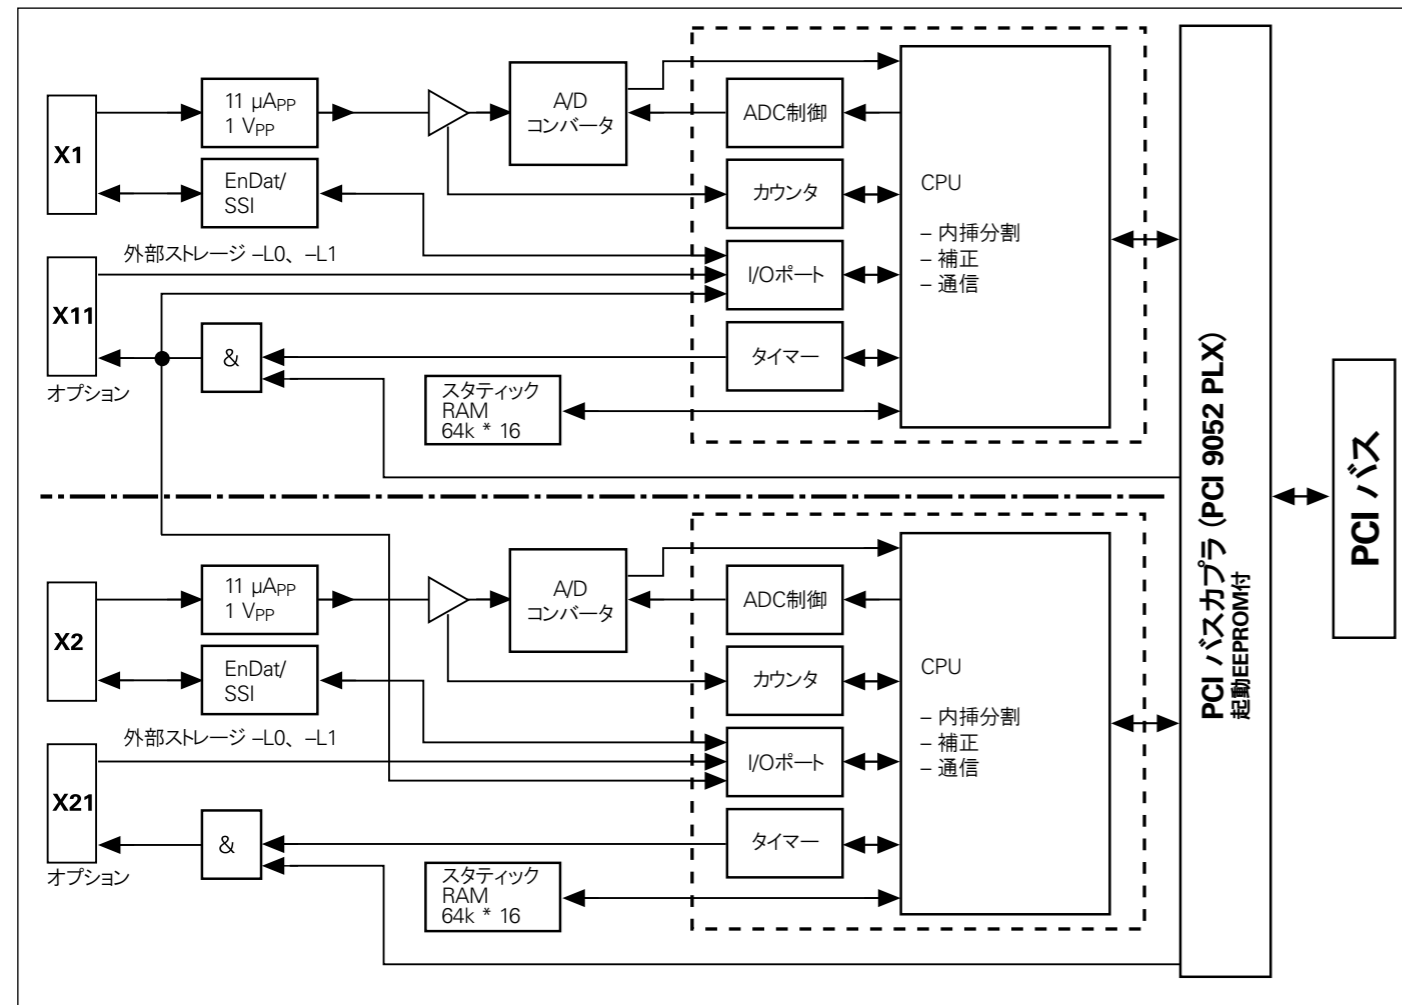 X1
11 µAPP
1 VPP
A/D
コンバータ
ADC制御
EnDat/
SSI
カウンタ
CPU
– 内挿分割
– 補正
– 通信
外部ストレージ –L0、–L1
X11
I/Oポート
オプション
&
タイマー
スタティック
RAM
64k * 16
X2
11 µAPP
1 VPP
A/D
コンバータ
ADC制御
EnDat/
SSI
カウンタ
CPU
– 内挿分割
– 補正
– 通信
外部ストレージ –L0、–L1
X21
I/Oポート
オプション
&
タイマー
スタティック
RAM
64k * 16
PCI バスカプラ (PCI 9052 PLX)
起動EEPROM付
PCI バス